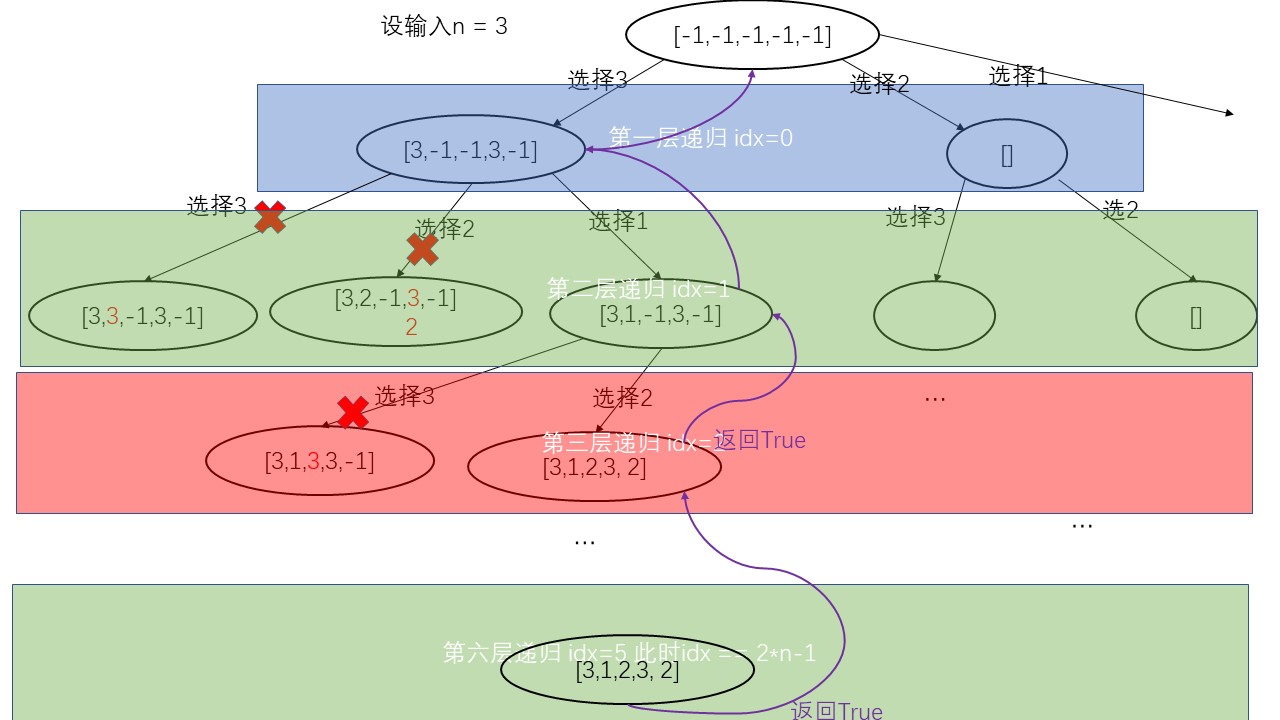 设输入n = 3
[-1,-1,-1,-1,-1]
选择3
选择2
选择1
第一层递归 idx=0
[3,-1,-1,3,-1]
[]
选择3
选择2
选择1
选择3
选2
第二层递归 idx=1
[3,3,-1,3,-1]
[3,2,-1,3,-1]
2
[3,1,-1,3,-1]
[]
选择3
选择2
...
第三层递归 idx=2
返回True
[3,1,3,3,-1]
[3,1,2,3, 2]
...
...
第六层递归 idx=5 此时idx == 2*n-1
[3,1,2,3, 2]
返回True